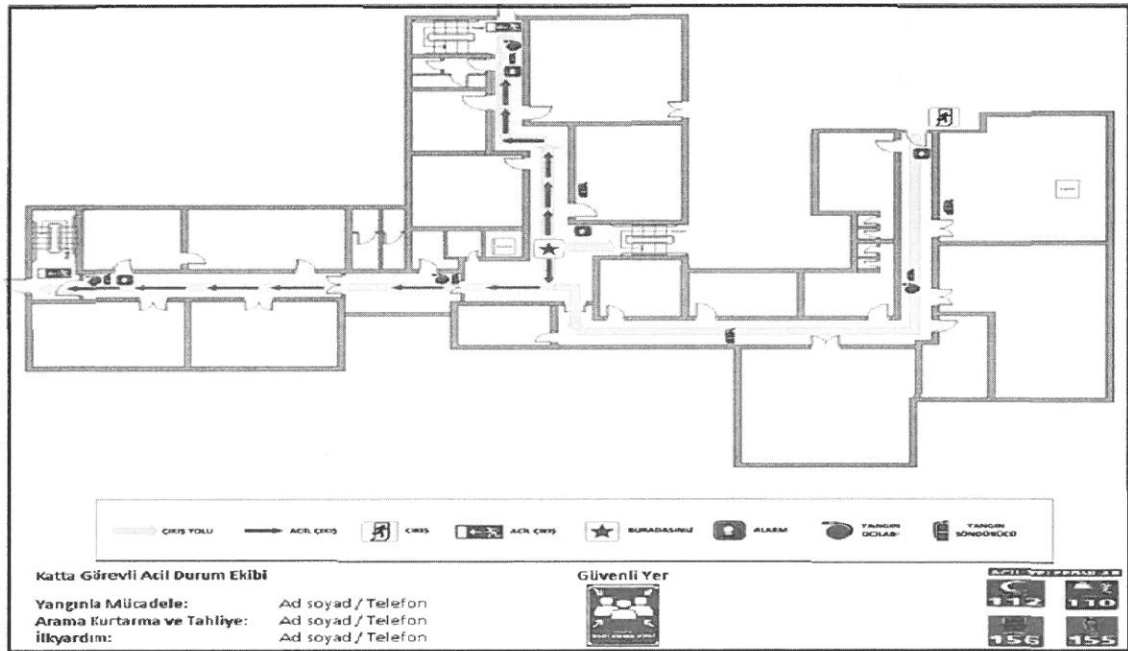 ÇIKIŞ YOLU
ACİL ÇIKIŞ
ÇIKIŞ
ACİL ÇIKIŞ
BURADASINIZ
ALARM
YANGIN
DOLABI
YANGIN
SÖNDÜRÜCÜ
Katta Görevli Acil Durum Ekibi
Yangınla Mücadele: Ad soyad / Telefon
Arama Kurtarma ve Tahliye: Ad soyad / Telefon
İlkyardım: Ad soyad / Telefon
Güvenli Yer
112
110
156
155